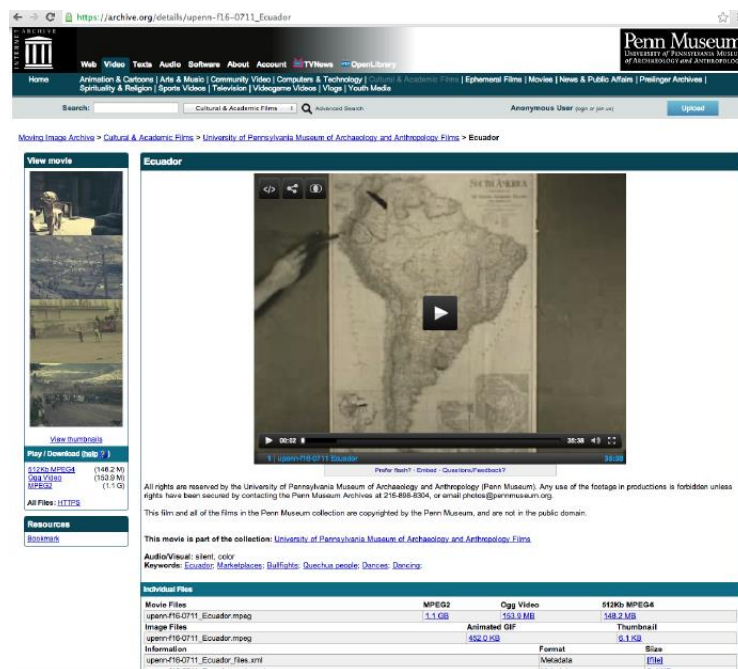 https://archive.org/details/upenn-f16-0711_Ecuador
INTERNET ARCHIVE
Penn Museum
UNIVERSITY of PENNSYLVANIA MUSEUM
of ARCHAEOLOGY and ANTHROPOLOGY
Web Video Texts Audio Software About Account TVNews OpenLibrary
Home
Animation & Cartoons | Arts & Music | Community Video | Computers & Technology | Cultural & Academic Films | Ephemeral Films | Movies | News & Public Affairs | Prelinger Archives |
Spirituality & Religion | Sports Videos | Television | Videogame Videos | Vlogs | Youth Media
Search: Cultural & Academic Films Advanced Search Anonymous User (login or join us) Upload
Moving Image Archive > Cultural & Academic Films > University of Pennsylvania Museum of Archaeology and Anthropology Films > Ecuador
View movie
View thumbnails
Play / Download (help ?)
512Kb MPEG4 (148.2 M)
Ogg Video (153.9 M)
MPEG2 (1.1 G)
All Files: HTTPS
Resources
Bookmark
Ecuador
SOUTH AMERICA
00:02 36:38
1 | upenn-f16-0711 Ecuador 36:38
Prefer flash? · Embed · Questions/Feedback?
All rights are reserved by the University of Pennsylvania Museum of Archaeology and Anthropology (Penn Museum). Any use of the footage in productions is forbidden unless
rights have been secured by contacting the Penn Museum Archives at 215-898-8304, or email photos@pennmuseum.org.
This film and all of the films in the Penn Museum collection are copyrighted by the Penn Museum, and are not in the public domain.
This movie is part of the collection: University of Pennsylvania Museum of Archaeology and Anthropology Films
Audio/Visual: silent, color
Keywords: Ecuador; Marketplaces; Bullfights; Quechua people; Dances; Dancing;
Individual Files
Movie Files MPEG2 Ogg Video 512Kb MPEG4
upenn-f16-0711_Ecuador.mpeg 1.1 GB 153.9 MB 148.2 MB
Image Files Animated GIF Thumbnail
upenn-f16-0711_Ecuador.mpeg 452.0 KB 6.1 KB
Information Format Size
upenn-f16-0711_Ecuador_files.xml Metadata [file]